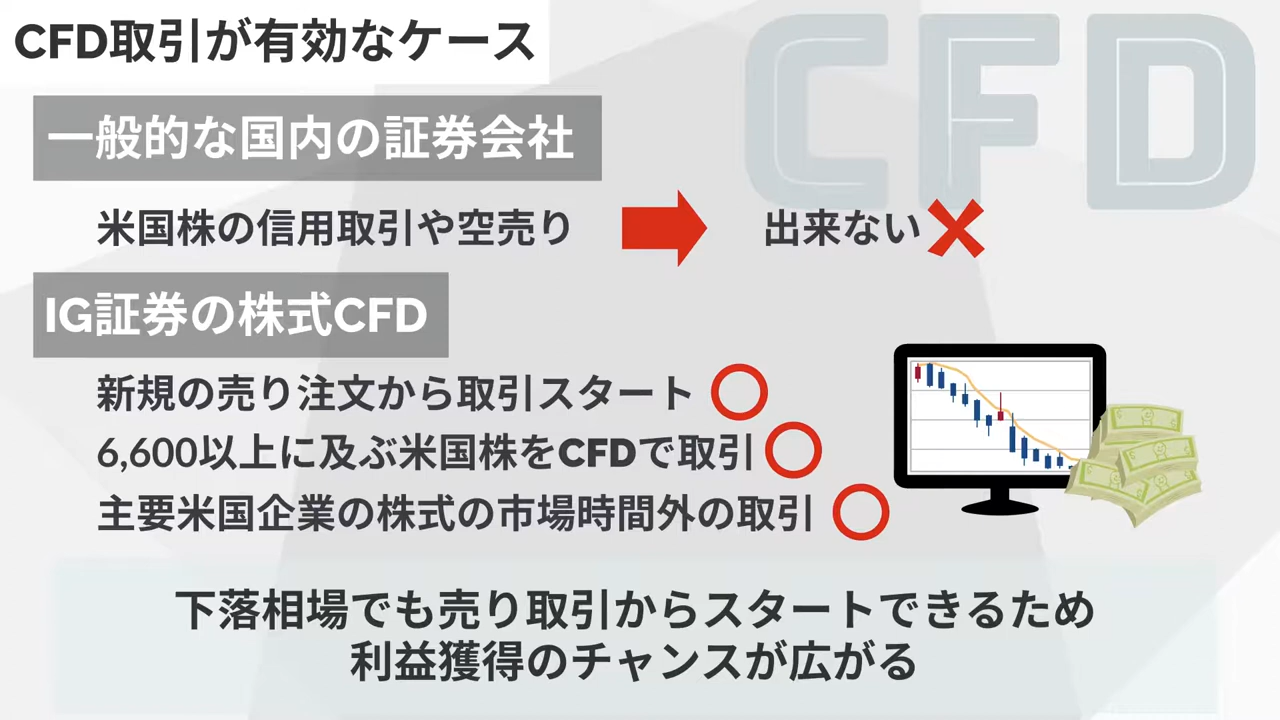 CFD取引が有効なケース
CFD
一般的な国内の証券会社
米国株の信用取引や空売り
出来ない
IG証券の株式CFD
新規の売り注文から取引スタート
6,600以上に及ぶ米国株をCFDで取引
主要米国企業の株式の市場時間外の取引
下落相場でも売り取引からスタートできるため
利益獲得のチャンスが広がる